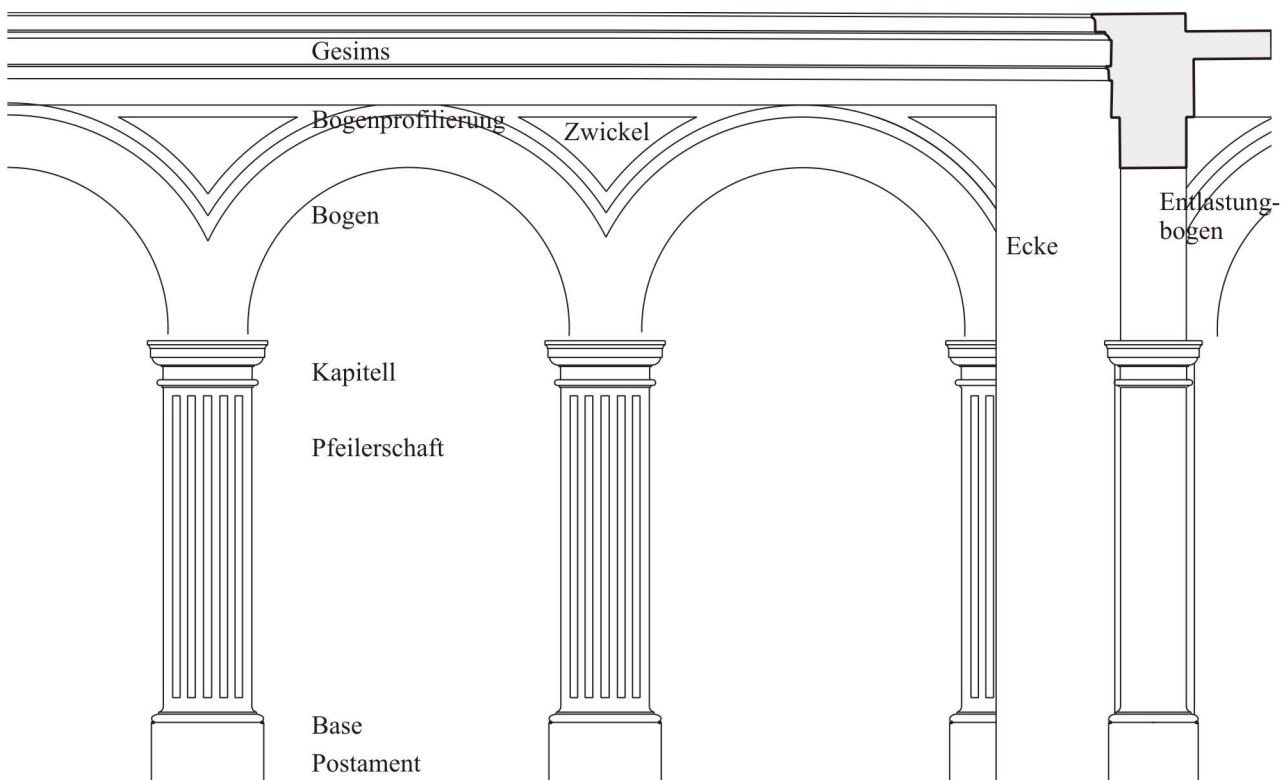 Gesims
Bogenprofilierung
Zwickel
Bogen
Entlastung-
bogen
Ecke
Kapitell
Pfeilerschaft
Base
Postament